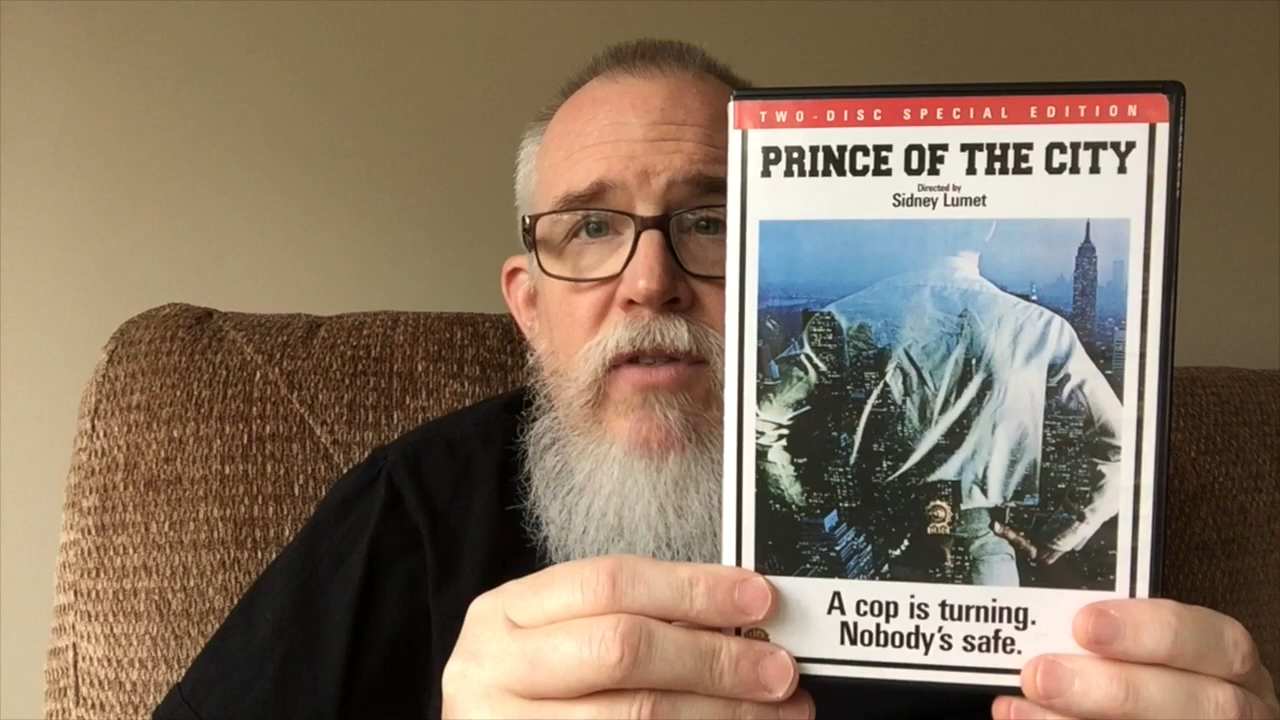 TWO-DISC SPECIAL EDITION
PRINCE OF THE CITY
Directed by
Sidney Lumet
A cop is turning.
Nobody's safe.